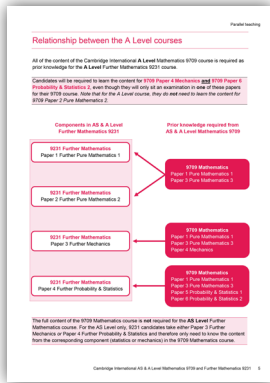 Parallel teaching
Relationship between the A Level courses
All of the content of the Cambridge International A Level Mathematics 9709 course is required as
prior knowledge for the A Level Further Mathematics 9231 course.
Candidates will be required to learn the content for 9709 Paper 4 Mechanics and 9709 Paper 6
Probability & Statistics 2, even though they will only sit an examination in one of these papers
for their 9709 course. Note that for the A Level course, they do not need to learn the content for
9709 Paper 2 Pure Mathematics 2.
Components in AS & A Level
Further Mathematics 9231
Prior knowledge required from
AS & A Level Mathematics 9709
9231 Further Mathematics
Paper 1 Further Pure Mathematics 1
9709 Mathematics
Paper 1 Pure Mathematics 1
Paper 3 Pure Mathematics 3
9231 Further Mathematics
Paper 2 Further Pure Mathematics 2
9231 Further Mathematics
Paper 3 Further Mechanics
9709 Mathematics
Paper 1 Pure Mathematics 1
Paper 3 Pure Mathematics 3
Paper 4 Mechanics
9231 Further Mathematics
Paper 4 Further Probability & Statistics
9709 Mathematics
Paper 1 Pure Mathematics 1
Paper 3 Pure Mathematics 3
Paper 5 Probability & Statistics 1
Paper 6 Probability & Statistics 2
The full content of the 9709 Mathematics course is not required for the AS Level Further
Mathematics course. For the AS Level only, 9231 candidates take either Paper 3 Further
Mechanics or Paper 4 Further Probability & Statistics and therefore only need to know the content
from the corresponding component (statistics or mechanics) in the 9709 Mathematics course.
Cambridge International AS & A Level Mathematics 9709 and Further Mathematics 9231 5